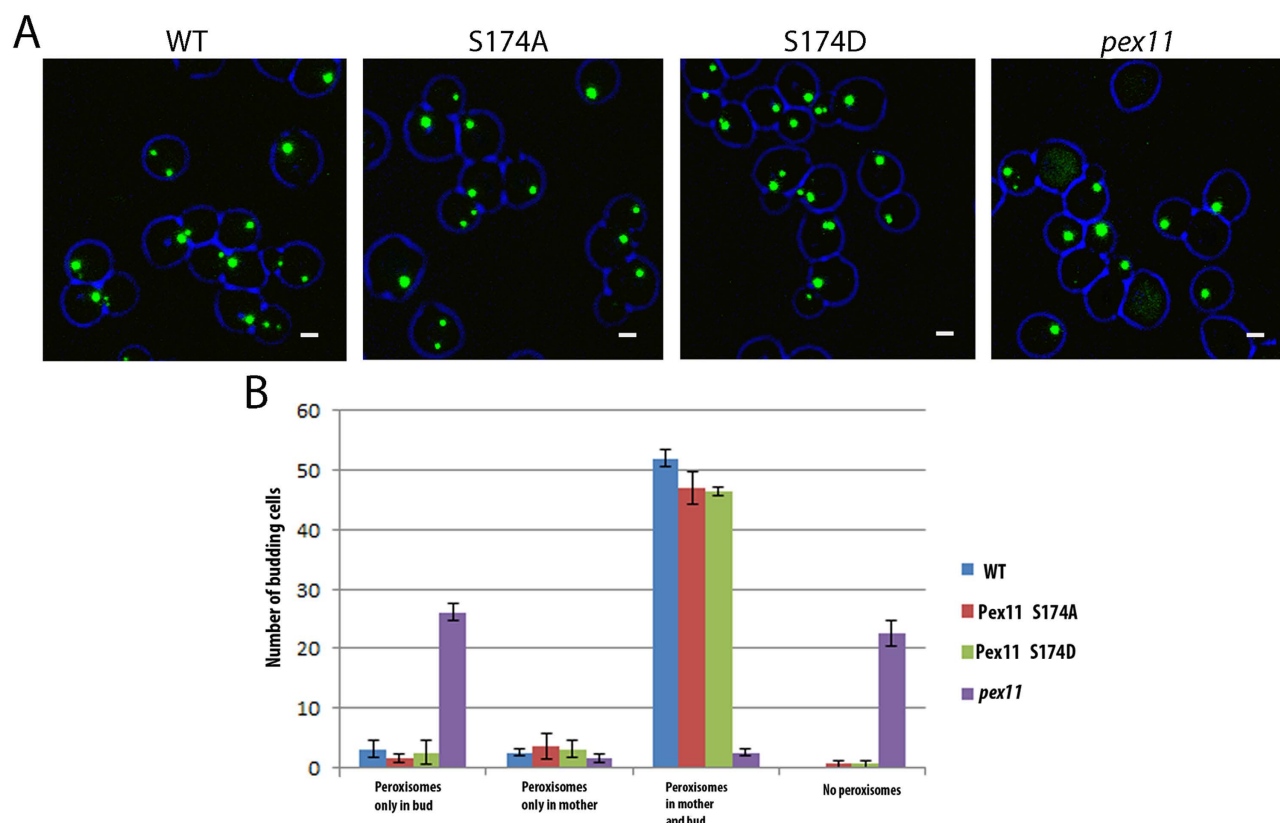 A
WT
S174A
S174D
pex11
B
60
50
40
30
20
10
0
Number of budding cells
Peroxisomes
only in bud
Peroxisomes
only in mother
Peroxisomes
in mother
and bud
No peroxisomes
WT
Pex11 S174A
Pex11 S174D
pex11